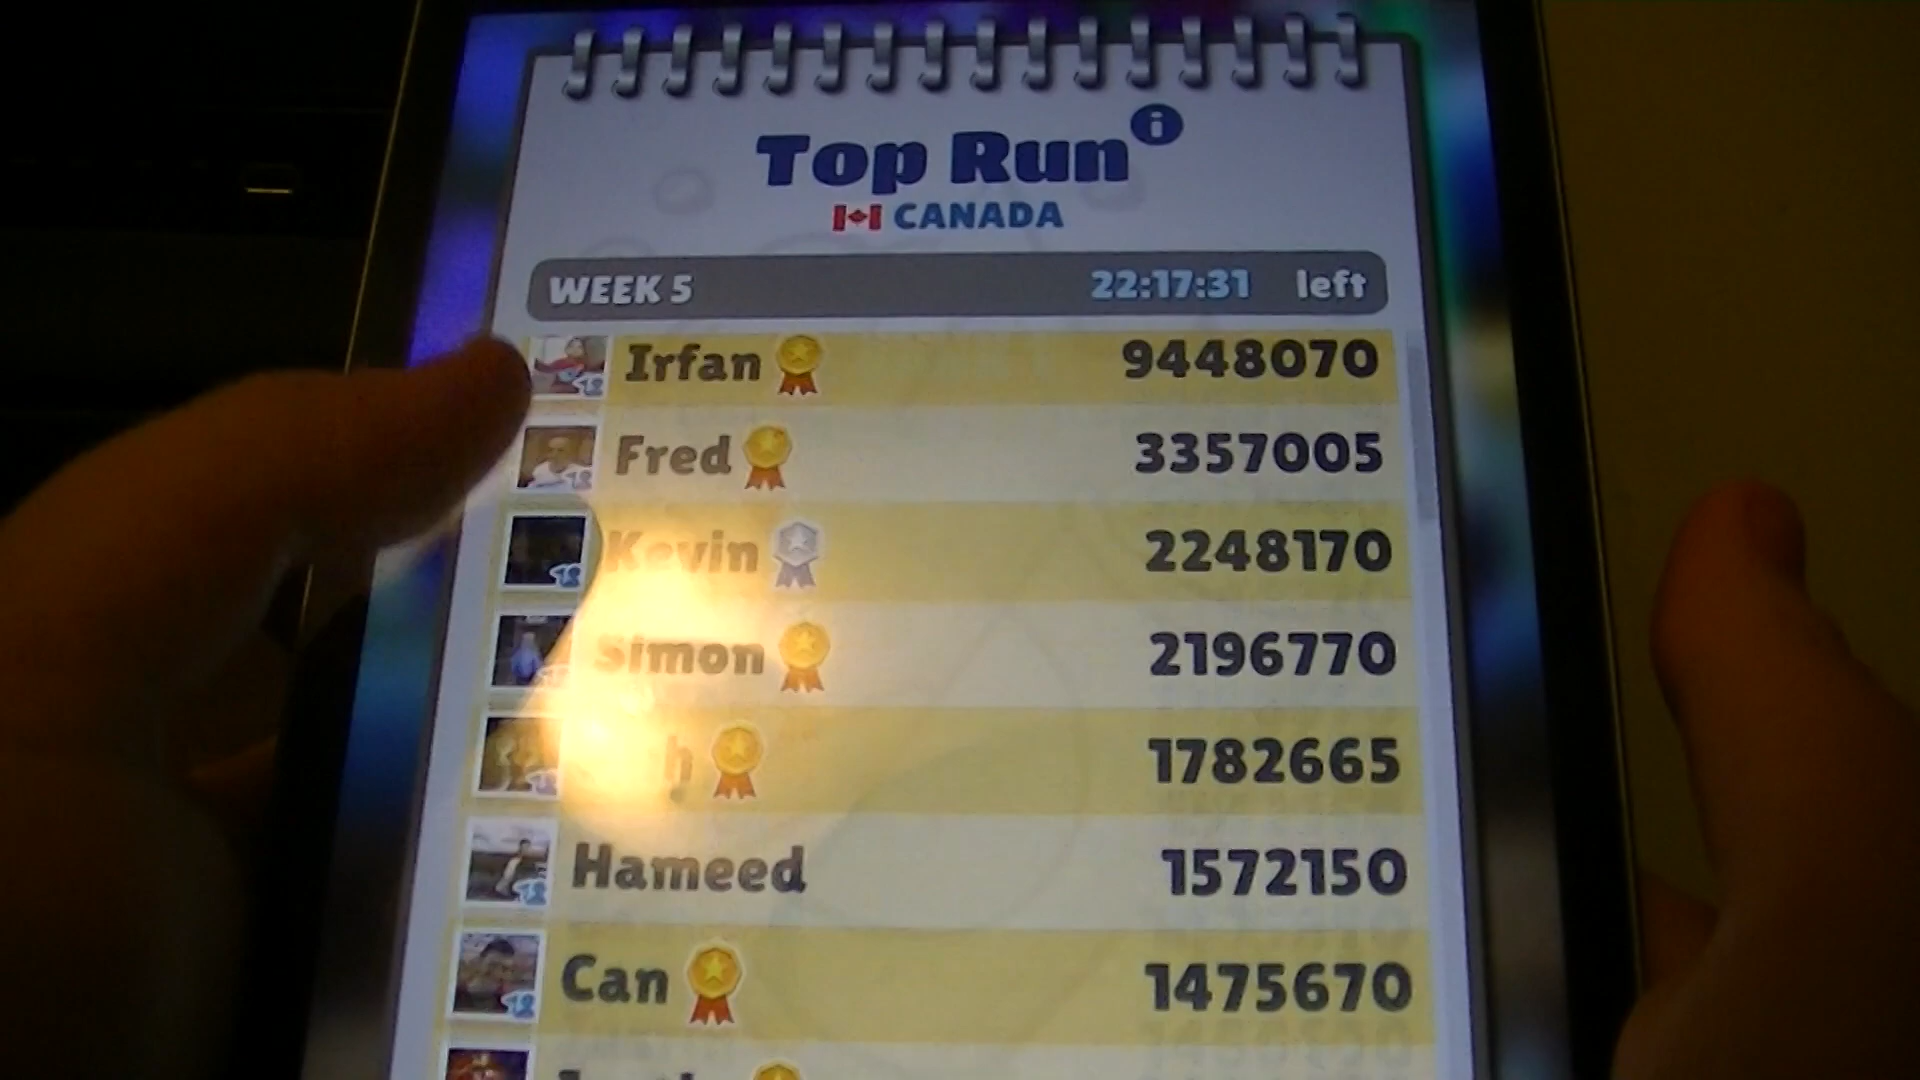 Top Run i
CANADA
WEEK 5 22:17:31 left
Irfan 9448070
Fred 3357005
Kevin 2248170
Simon 2196770
1782665
Hameed 1572150
Can 1475670